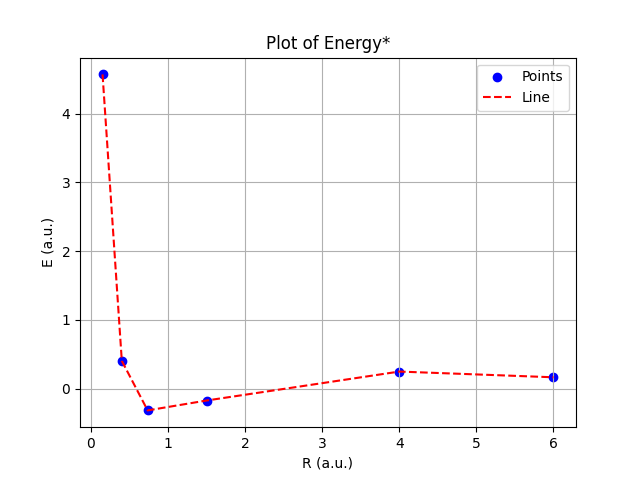 Plot of Energy*
Points
Line
E (a.u.)
4
3
2
1
0
0 1 2 3 4 5 6
R (a.u.)